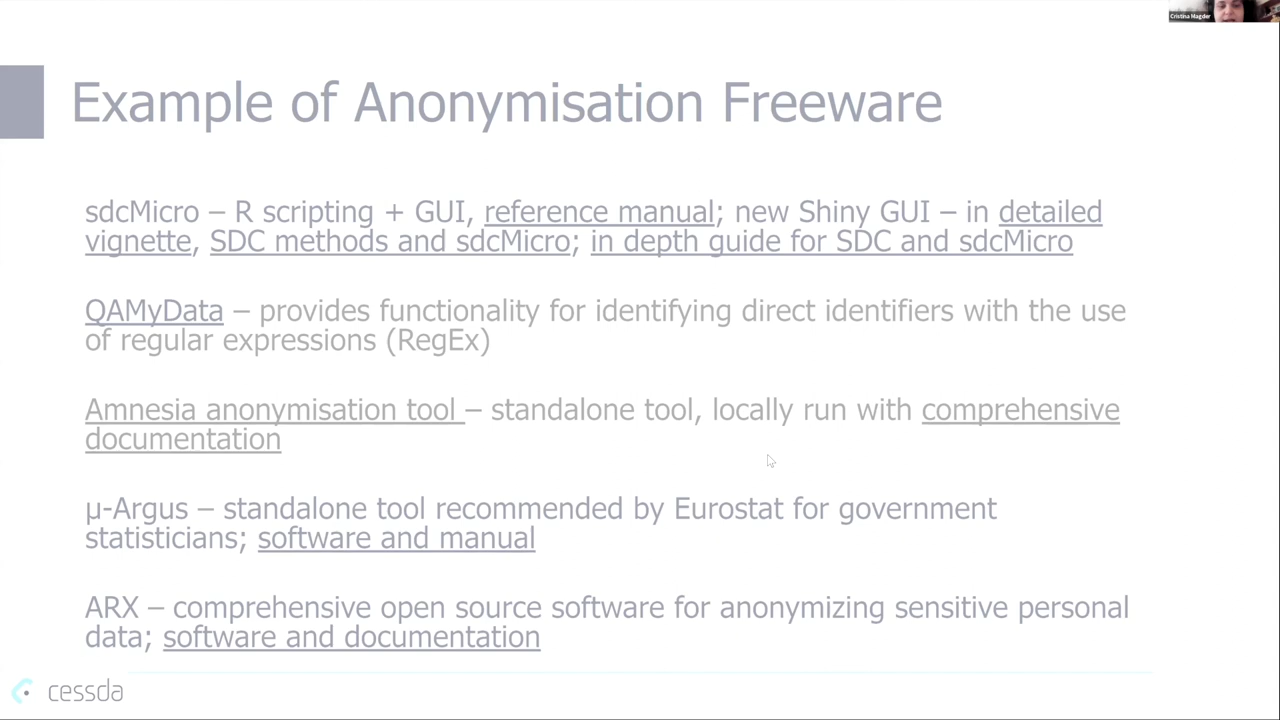 Cristina Magder
Example of Anonymisation Freeware
sdcMicro – R scripting + GUI, reference manual; new Shiny GUI – in detailed
vignette, SDC methods and sdcMicro; in depth guide for SDC and sdcMicro
QAMyData – provides functionality for identifying direct identifiers with the use
of regular expressions (RegEx)
Amnesia anonymisation tool – standalone tool, locally run with comprehensive
documentation
µ-Argus – standalone tool recommended by Eurostat for government
statisticians; software and manual
ARX – comprehensive open source software for anonymizing sensitive personal
data; software and documentation
cessda